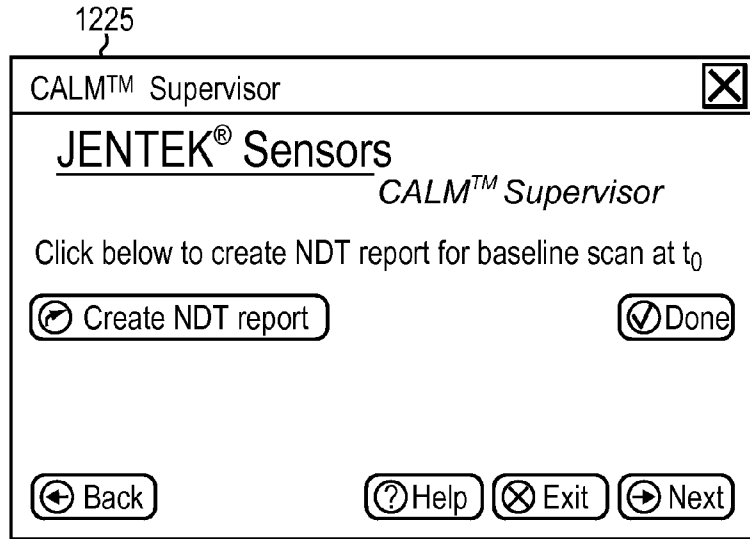 1225
CALM™ Supervisor
JENTEK® Sensors
CALM™ Supervisor
Click below to create NDT report for baseline scan at t₀
Create NDT report
Done
Back
?Help
Exit
Next